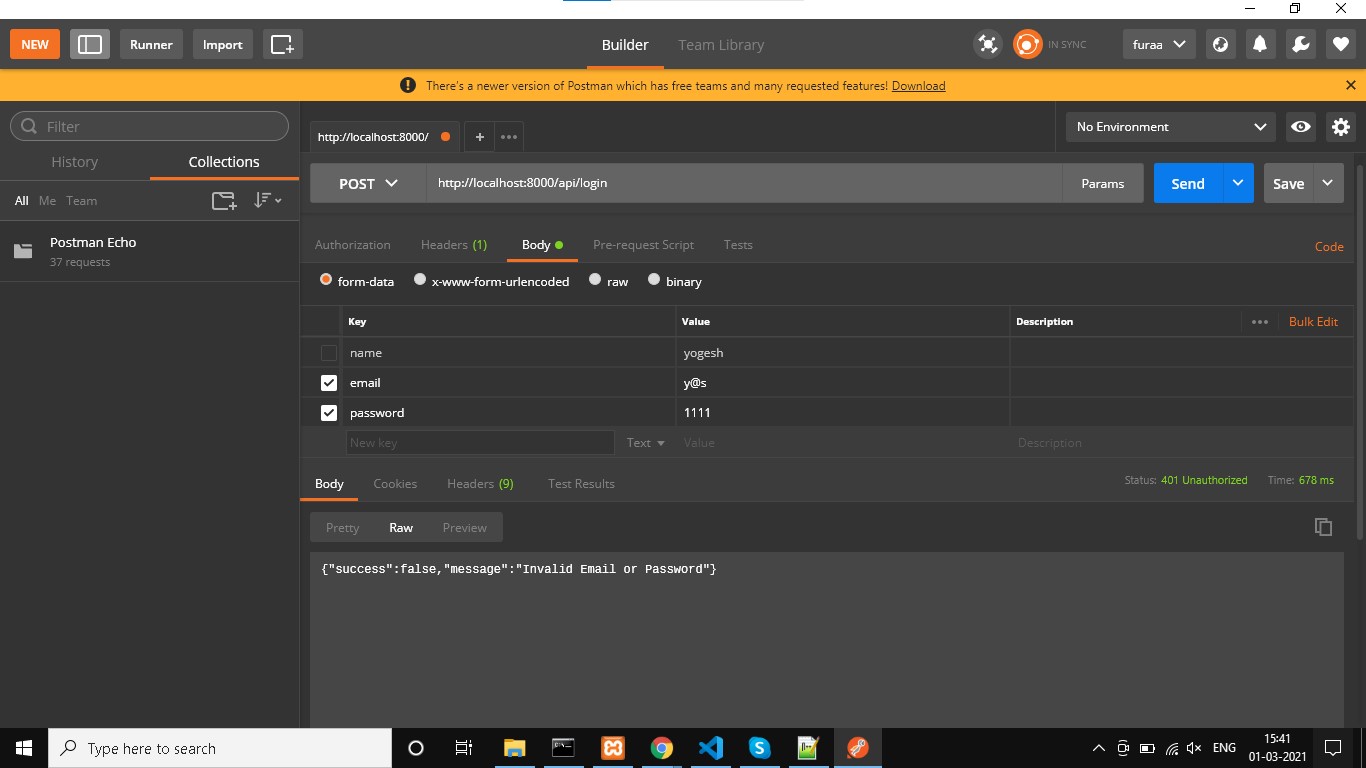 NEW Runner Import Builder Team Library IN SYNC furaa
There's a newer version of Postman which has free teams and many requested features! Download
Filter
History Collections
All Me Team
Postman Echo
37 requests
http://localhost:8000/ No Environment
POST http://localhost:8000/api/login Params Send Save
Authorization Headers (1) Body Pre-request Script Tests Code
form-data x-www-form-urlencoded raw binary
Key Value Description Bulk Edit
name yogesh
email y@s
password 1111
New key Text Value Description
Body Cookies Headers (9) Test Results Status: 401 Unauthorized Time: 678 ms
Pretty Raw Preview
{"success":false,"message":"Invalid Email or Password"}
Type here to search ENG 15:41
01-03-2021